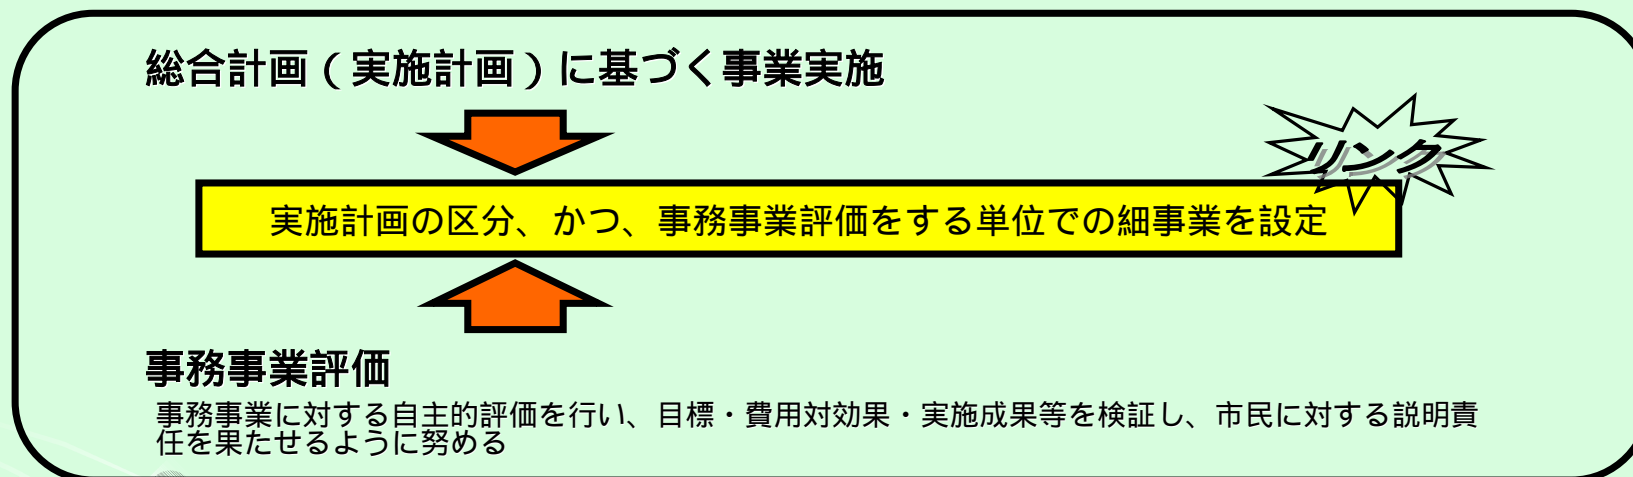 総合計画(実施計画)に基づく事業実施
リンク
実施計画の区分、かつ、事務事業評価をする単位での細事業を設定
事務事業評価
事務事業に対する自主的評価を行い、目標・費用対効果・実施成果等を検証し、市民に対する説明責
任を果たせるように努める